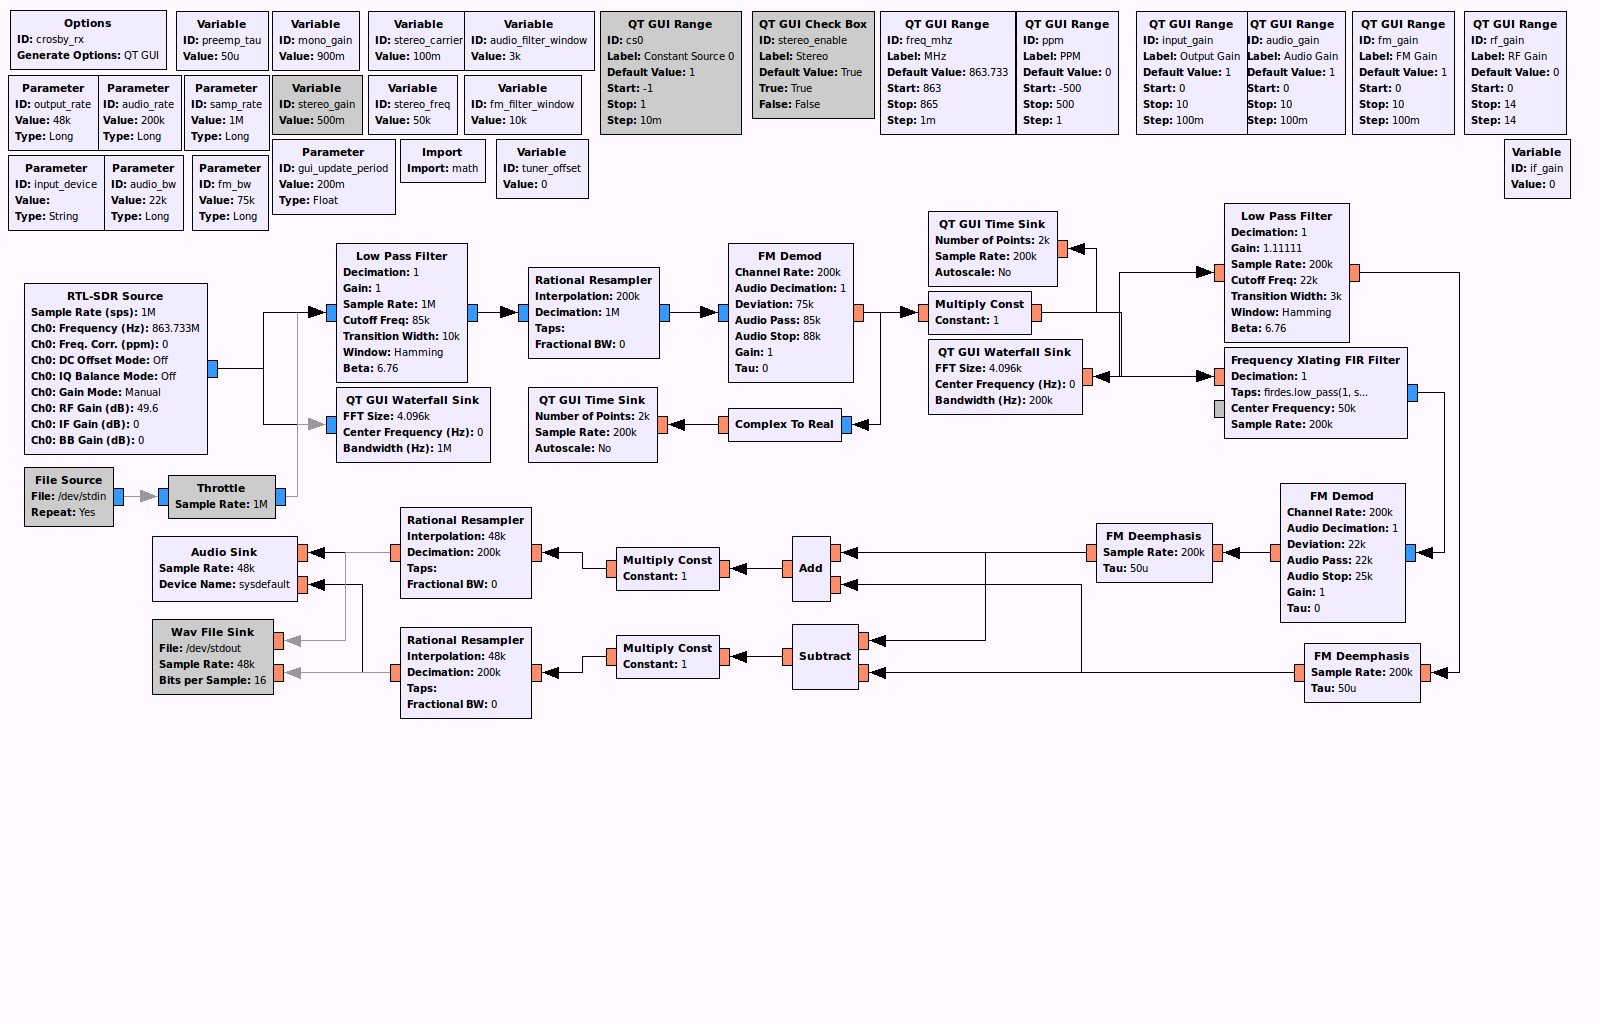 Options
ID: crosby_rx
Generate Options: QT GUI
Variable
ID: preemp_tau
Value: 50u
Variable
ID: mono_gain
Value: 900m
Variable
ID: stereo_carrier
Value: 100m
Variable
ID: audio_filter_window
Value: 3k
QT GUI Range
ID: cs0
Label: Constant Source 0
Default Value: 1
Start: -1
Stop: 1
Step: 10m
QT GUI Check Box
ID: stereo_enable
Label: Stereo
Default Value: True
True: True
False: False
QT GUI Range
ID: freq_mhz
Label: MHz
Default Value: 863.733
Start: 863
Stop: 865
Step: 1m
QT GUI Range
ID: ppm
Label: PPM
Default Value: 0
Start: -500
Stop: 500
Step: 1
QT GUI Range
ID: input_gain
Label: Output Gain
Default Value: 1
Start: 0
Stop: 10
Step: 100m
QT GUI Range
ID: audio_gain
Label: Audio Gain
Default Value: 1
Start: 0
Stop: 10
Step: 100m
QT GUI Range
ID: fm_gain
Label: FM Gain
Default Value: 1
Start: 0
Stop: 10
Step: 100m
QT GUI Range
ID: rf_gain
Label: RF Gain
Default Value: 0
Start: 0
Stop: 14
Step: 14
Parameter
ID: output_rate
Value: 48k
Type: Long
Parameter
ID: audio_rate
Value: 200k
Type: Long
Parameter
ID: samp_rate
Value: 1M
Type: Long
Variable
ID: stereo_gain
Value: 500m
Variable
ID: stereo_freq
Value: 50k
Variable
ID: fm_filter_window
Value: 10k
Parameter
ID: input_device
Value:
Type: String
Parameter
ID: audio_bw
Value: 22k
Type: Long
Parameter
ID: fm_bw
Value: 75k
Type: Long
Parameter
ID: gui_update_period
Value: 200m
Type: Float
Import
Import: math
Variable
ID: tuner_offset
Value: 0
Variable
ID: if_gain
Value: 0
RTL-SDR Source
Sample Rate (sps): 1M
Ch0: Frequency (Hz): 863.733M
Ch0: Freq. Corr. (ppm): 0
Ch0: DC Offset Mode: Off
Ch0: IQ Balance Mode: Off
Ch0: Gain Mode: Manual
Ch0: RF Gain (dB): 49.6
Ch0: IF Gain (dB): 0
Ch0: BB Gain (dB): 0
Low Pass Filter
Decimation: 1
Gain: 1
Sample Rate: 1M
Cutoff Freq: 85k
Transition Width: 10k
Window: Hamming
Beta: 6.76
Rational Resampler
Interpolation: 200k
Decimation: 1M
Taps:
Fractional BW: 0
FM Demod
Channel Rate: 200k
Audio Decimation: 1
Deviation: 75k
Audio Pass: 85k
Audio Stop: 88k
Gain: 1
Tau: 0
QT GUI Time Sink
Number of Points: 2k
Sample Rate: 200k
Autoscale: No
Multiply Const
Constant: 1
QT GUI Waterfall Sink
FFT Size: 4.096k
Center Frequency (Hz): 0
Bandwidth (Hz): 200k
Low Pass Filter
Decimation: 1
Gain: 1.11111
Sample Rate: 200k
Cutoff Freq: 22k
Transition Width: 3k
Window: Hamming
Beta: 6.76
Frequency Xlating FIR Filter
Decimation: 1
Taps: firdes.low_pass(1, s...
Center Frequency: 50k
Sample Rate: 200k
QT GUI Waterfall Sink
FFT Size: 4.096k
Center Frequency (Hz): 0
Bandwidth (Hz): 1M
QT GUI Time Sink
Number of Points: 2k
Sample Rate: 200k
Autoscale: No
Complex To Real
File Source
File: /dev/stdin
Repeat: Yes
Throttle
Sample Rate: 1M
Audio Sink
Sample Rate: 48k
Device Name: sysdefault
Rational Resampler
Interpolation: 48k
Decimation: 200k
Taps:
Fractional BW: 0
Multiply Const
Constant: 1
Add
FM Deemphasis
Sample Rate: 200k
Tau: 50u
FM Demod
Channel Rate: 200k
Audio Decimation: 1
Deviation: 22k
Audio Pass: 22k
Audio Stop: 25k
Gain: 1
Tau: 0
Wav File Sink
File: /dev/stdout
Sample Rate: 48k
Bits per Sample: 16
Rational Resampler
Interpolation: 48k
Decimation: 200k
Taps:
Fractional BW: 0
Multiply Const
Constant: 1
Subtract
FM Deemphasis
Sample Rate: 200k
Tau: 50u